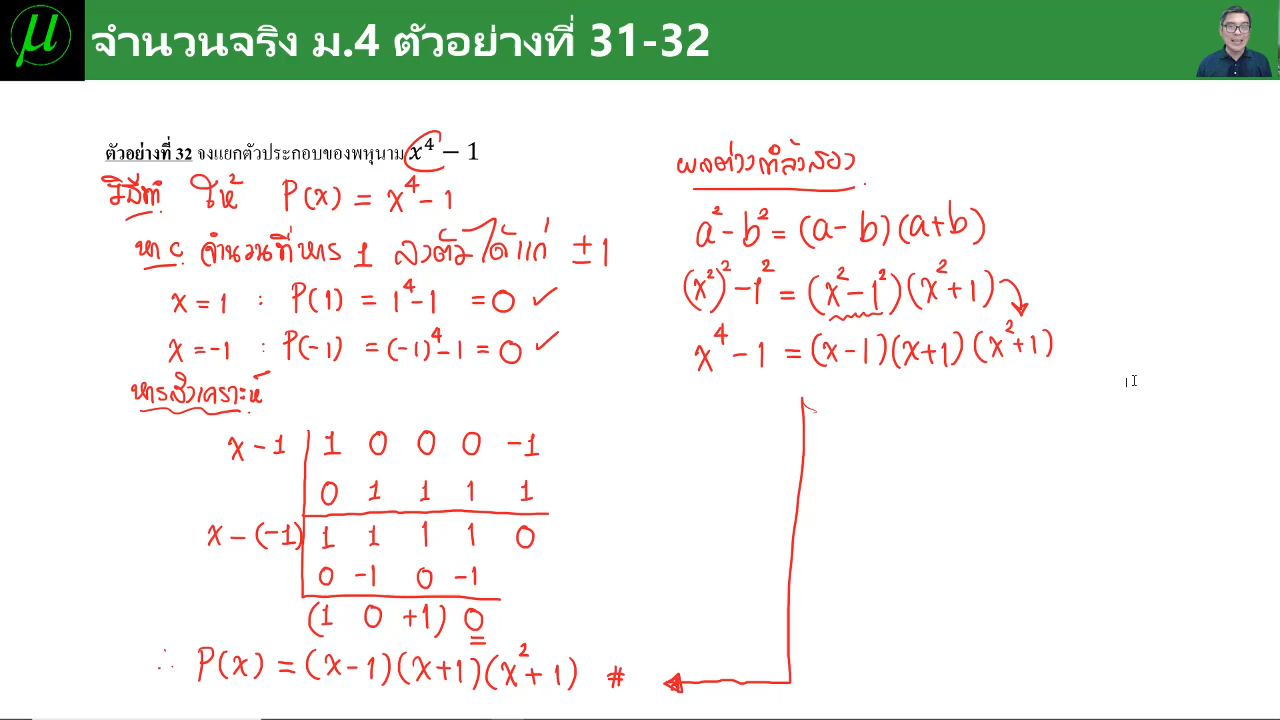 μ
จำนวนจริง ม.4 ตัวอย่างที่ 31-32
ตัวอย่างที่ 32 จงแยกตัวประกอบของพหุนาม x⁴ − 1
วิธีทำ ให้ P(x) = x⁴ - 1
หา c จำนวนที่หาร 1 ลงตัว ได้แก่ ±1
x = 1 : P(1) = 1⁴ - 1 = 0 ✓
x = -1 : P(-1) = (-1)⁴ - 1 = 0 ✓
หารสังเคราะห์
x - 1 | 1 0 0 0 -1
0 1 1 1 1
x - (-1) | 1 1 1 1 0
0 -1 0 -1
(1 0 +1) 0
∴ P(x) = (x-1)(x+1)(x²+1) #
ผลต่างกำลังสอง
a² - b² = (a - b)(a + b)
(x²)² - 1² = (x² - 1²)(x² + 1)
x⁴ - 1 = (x - 1)(x + 1)(x² + 1)